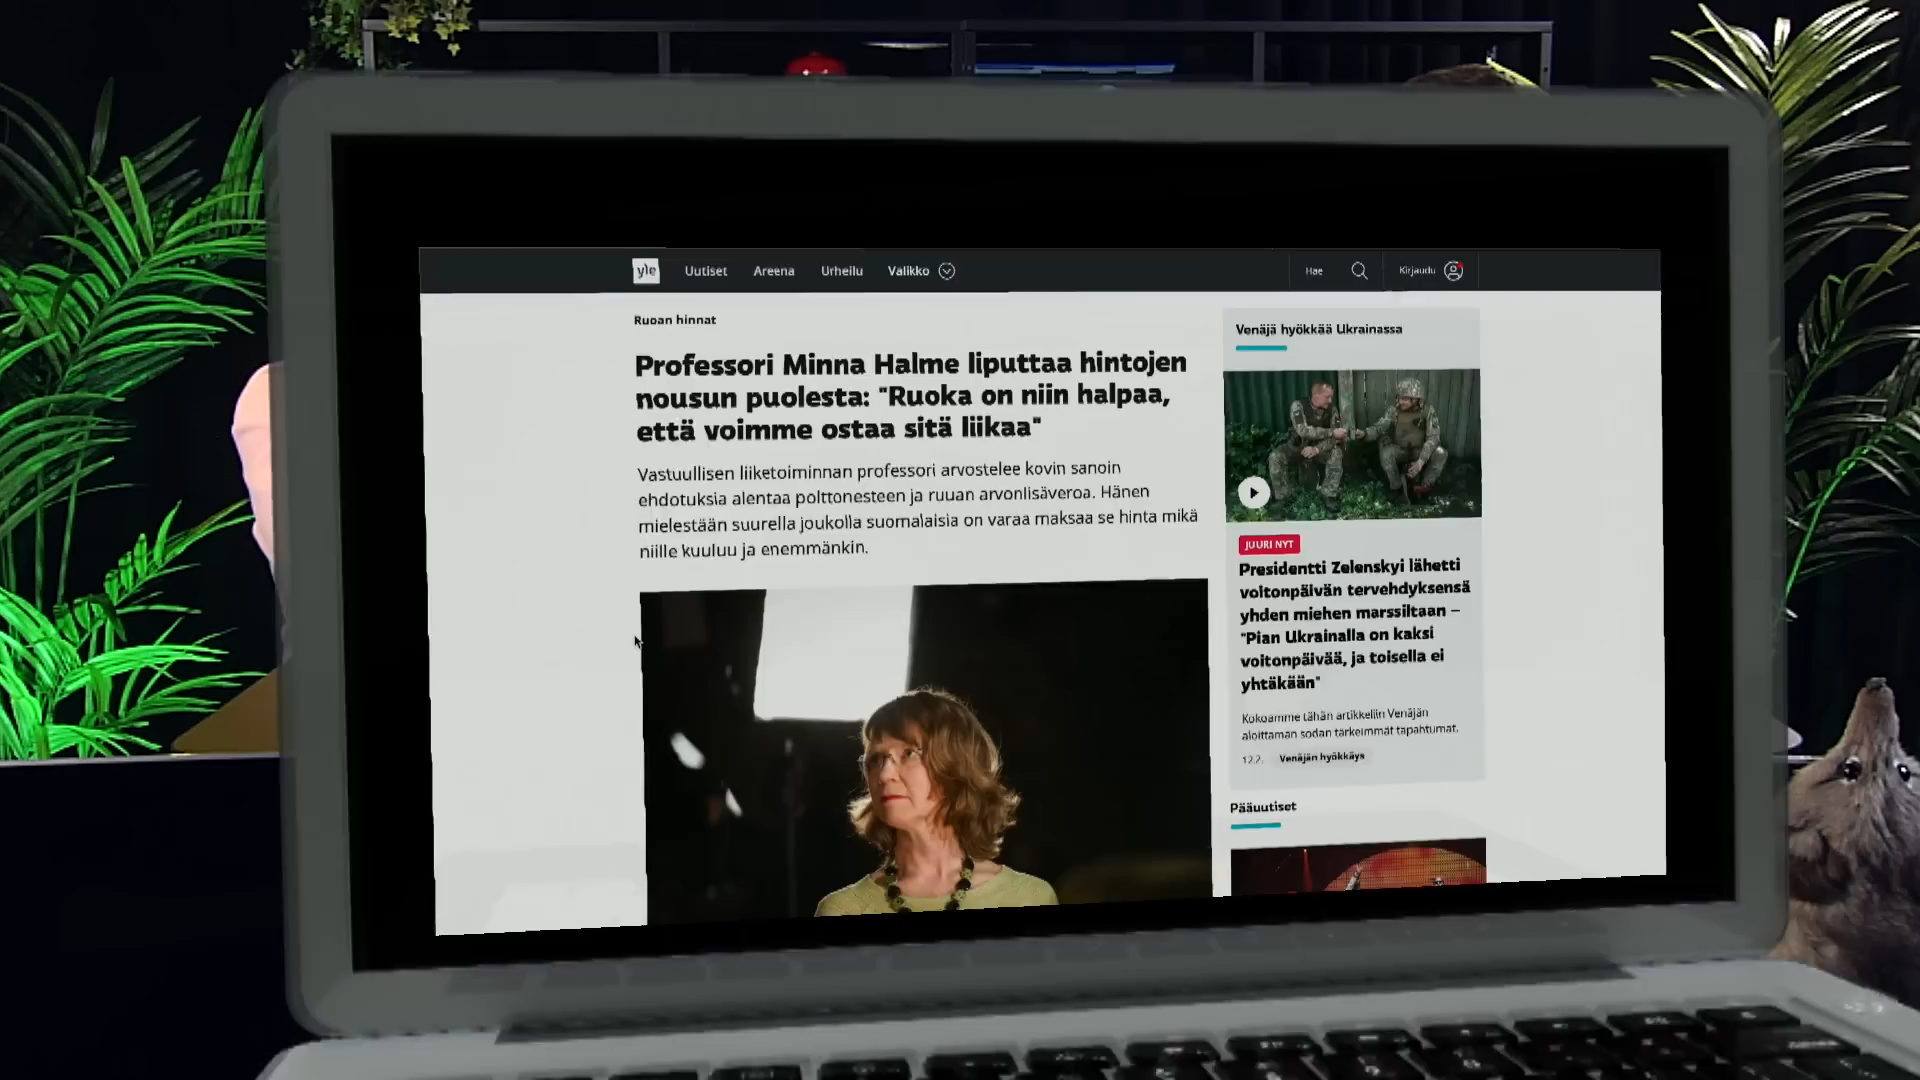 yle
Uutiset
Areena
Urheilu
Valikko
Hae
Kirjaudu
Ruoan hinnat
Professori Minna Halme liputtaa hintojen
nousun puolesta: "Ruoka on niin halpaa,
että voimme ostaa sitä liikaa"
Vastuullisen liiketoiminnan professori arvostelee kovin sanoin
ehdotuksia alentaa polttonesteen ja ruuan arvonlisäveroa. Hänen
mielestään suurella joukolla suomalaisia on varaa maksaa se hinta mikä
niille kuuluu ja enemmänkin.
Venäjä hyökkää Ukrainassa
JUURI NYT
Presidentti Zelenskyi lähetti
voitonpäivän tervehdyksensä
yhden miehen marssiltaan –
"Pian Ukrainalla on kaksi
voitonpäivää, ja toisella ei
yhtäkään"
Kokoamme tähän artikkeliin Venäjän
aloittaman sodan tärkeimmät tapahtumat.
12.2. Venäjän hyökkäys
Pääuutiset